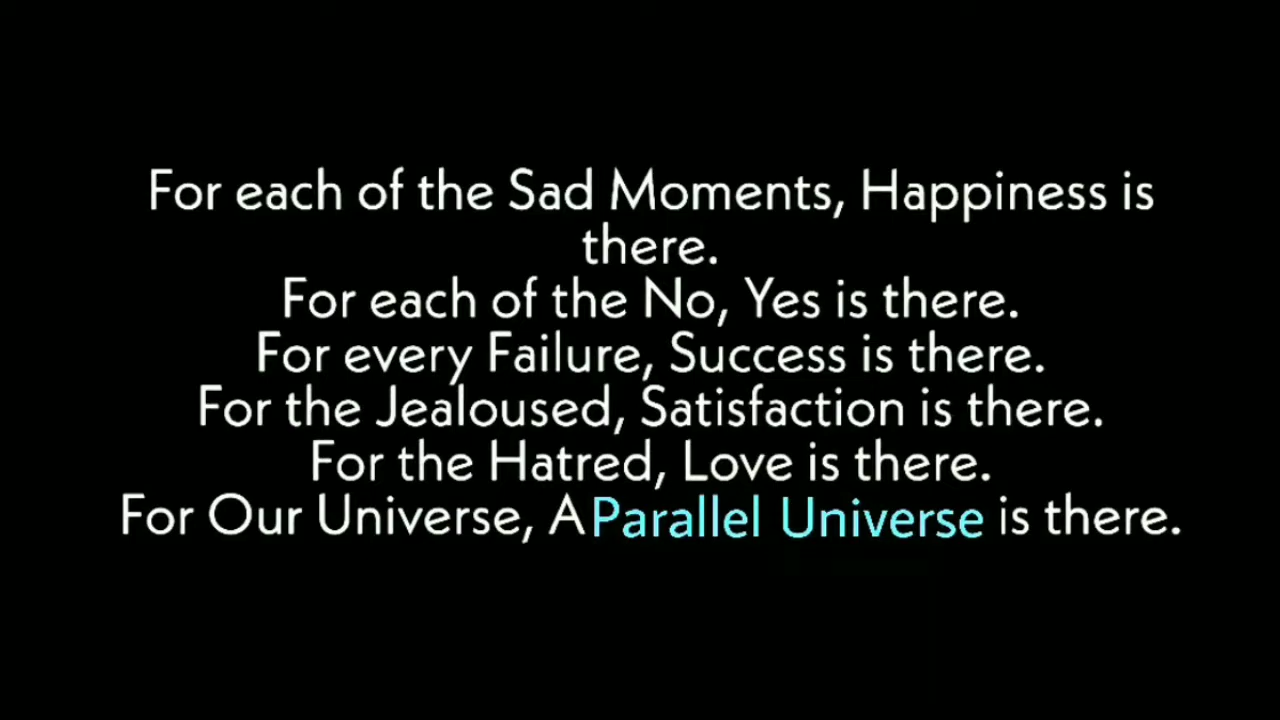 For each of the Sad Moments, Happiness is
there.
For each of the No, Yes is there.
For every Failure, Success is there.
For the Jealoused, Satisfaction is there.
For the Hatred, Love is there.
For Our Universe, A Parallel Universe is there.